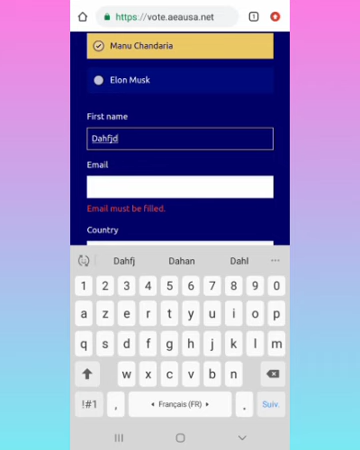 https://vote.aeausa.net
1
Manu Chandaria
Elon Musk
First name
Dahfjd
Email
Email must be filled.
Country
Dahfj Dahan Dahl ...
1 2 3 4 5 6 7 8 9 0
a z e r t y u i o p
q s d f g h j k l m
w x c v b n
!#1 , Français (FR) . Suiv.